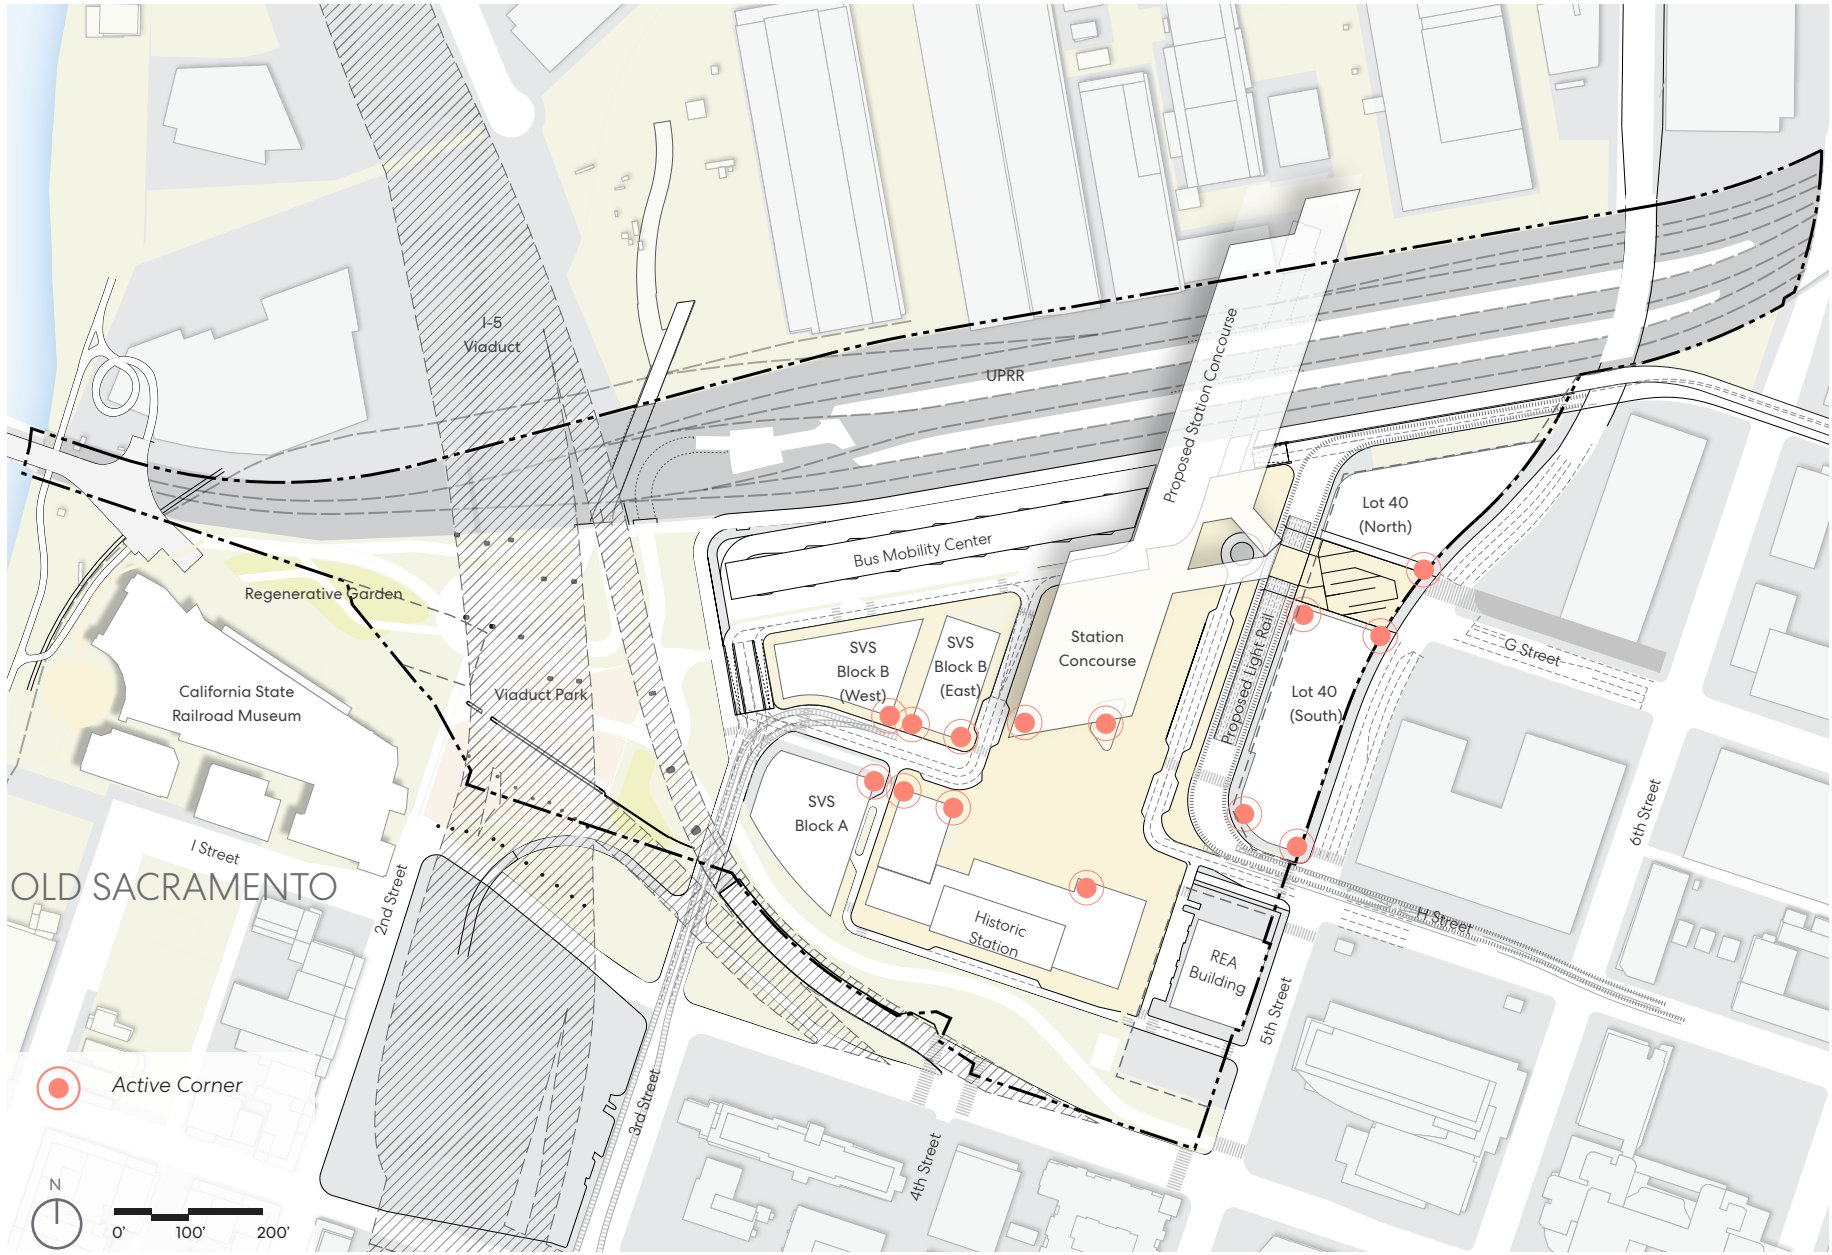 I-5
Viaduct
UPRR
Proposed Station Concourse
Lot 40
(North)
Bus Mobility Center
Regenerative Garden
Station
Concourse
SVS
Block B
(West)
SVS
Block B
(East)
Proposed Light Rail
G Street
California State
Railroad Museum
Viaduct Park
Lot 40
(South)
SVS
Block A
6th Street
I Street
OLD SACRAMENTO
2nd Street
Historic
Station
H Street
REA
Building
5th Street
3rd Street
4th Street
Active Corner
N
0' 100' 200'